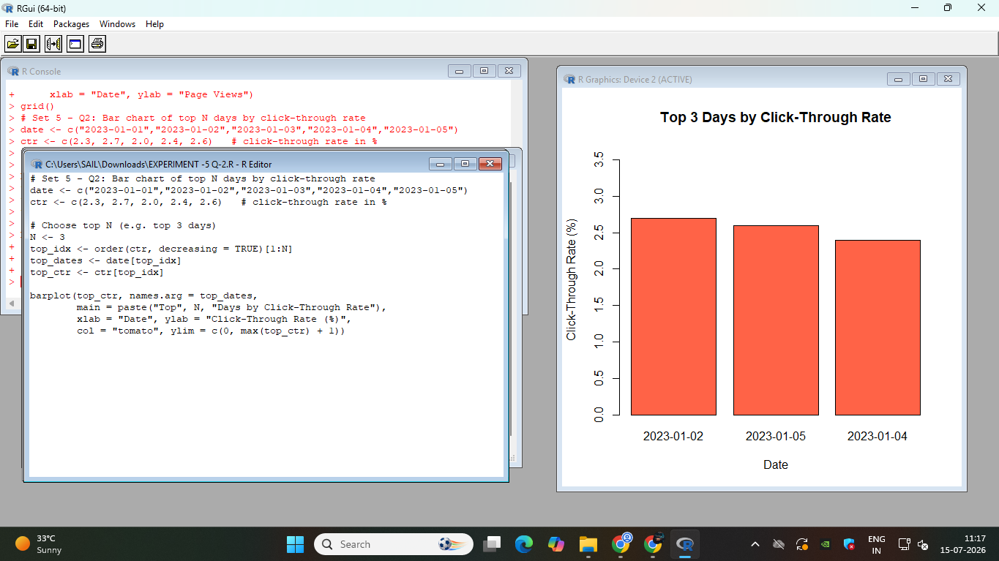 RGui (64-bit)
File Edit Packages Windows Help
R Console
+      xlab = "Date", ylab = "Page Views")
> grid()
> # Set 5 - Q2: Bar chart of top N days by click-through rate
> date <- c("2023-01-01","2023-01-02","2023-01-03","2023-01-04","2023-01-05")
> ctr <- c(2.3, 2.7, 2.0, 2.4, 2.6)   # click-through rate in %
>
>
>
>
>
>
>
>
+
+
+
>
C:\Users\SAIL\Downloads\EXPERIMENT -5 Q-2.R - R Editor
# Set 5 - Q2: Bar chart of top N days by click-through rate
date <- c("2023-01-01","2023-01-02","2023-01-03","2023-01-04","2023-01-05")
ctr <- c(2.3, 2.7, 2.0, 2.4, 2.6)   # click-through rate in %
# Choose top N (e.g. top 3 days)
N <- 3
top_idx <- order(ctr, decreasing = TRUE)[1:N]
top_dates <- date[top_idx]
top_ctr <- ctr[top_idx]
barplot(top_ctr, names.arg = top_dates,
        main = paste("Top", N, "Days by Click-Through Rate"),
        xlab = "Date", ylab = "Click-Through Rate (%)",
        col = "tomato", ylim = c(0, max(top_ctr) + 1))
R Graphics: Device 2 (ACTIVE)
Top 3 Days by Click-Through Rate
Click-Through Rate (%)
3.5
3.0
2.5
2.0
1.5
1.0
0.5
0.0
2023-01-02 2023-01-05 2023-01-04
Date
33°C
Sunny
Search
ENG
IN
11:17
15-07-2026